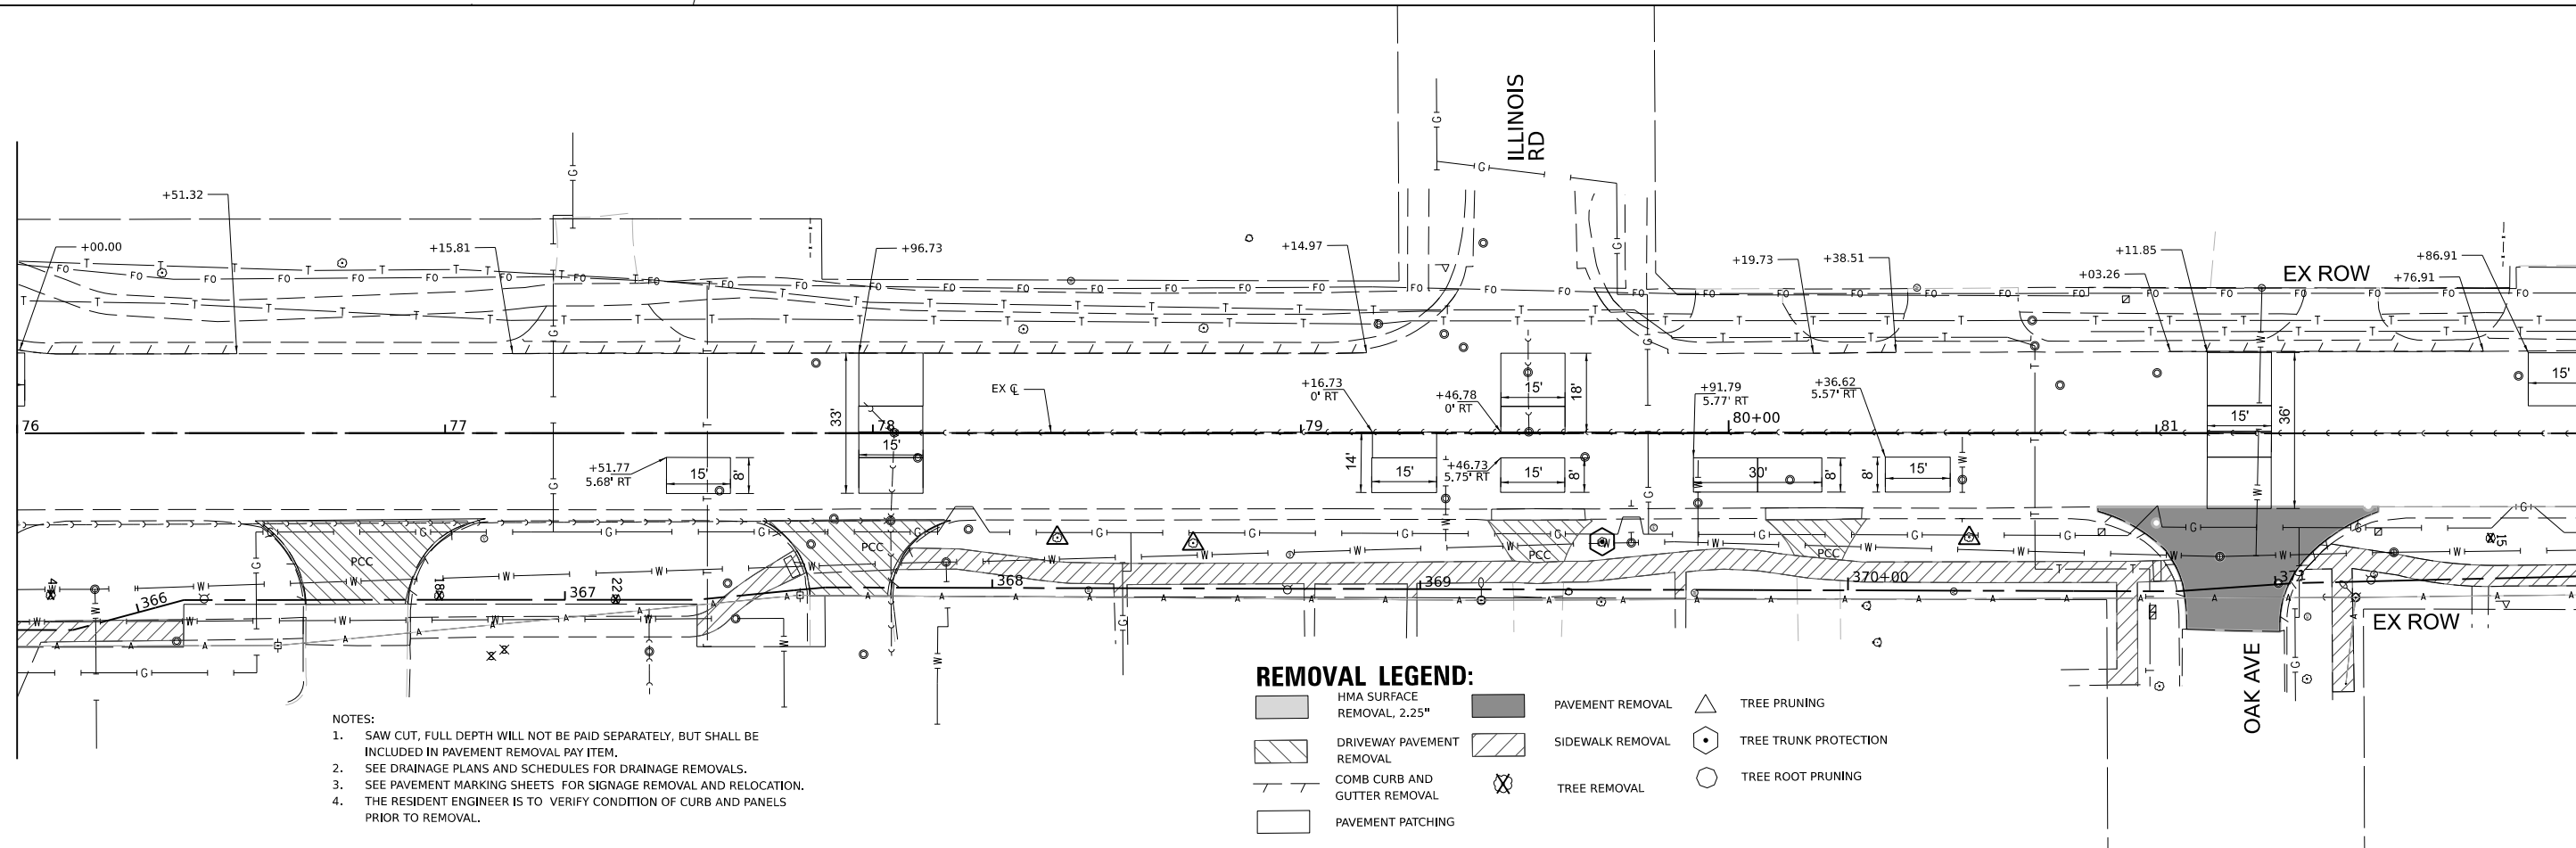 ILLINOIS
RD
+51.32
+00.00
+15.81
+96.73
+14.97
+19.73
+38.51
+11.85
+03.26
EX ROW
+86.91
+76.91
76
77
78
79
80+00
81
EX ℄
33'
15'
+16.73
0' RT
+46.78
0' RT
15'
18'
+91.79
5.77' RT
+36.62
5.57' RT
15'
36'
15'
+51.77
5.68' RT
15'
8'
14'
15'
+46.73
5.75' RT
15'
8'
30'
8'
8'
15'
PCC
PCC
PCC
PCC
18
22
15
366
367
368
369
370+00
371
EX ROW
OAK AVE
NOTES:
1. SAW CUT, FULL DEPTH WILL NOT BE PAID SEPARATELY, BUT SHALL BE
INCLUDED IN PAVEMENT REMOVAL PAY ITEM.
2. SEE DRAINAGE PLANS AND SCHEDULES FOR DRAINAGE REMOVALS.
3. SEE PAVEMENT MARKING SHEETS FOR SIGNAGE REMOVAL AND RELOCATION.
4. THE RESIDENT ENGINEER IS TO VERIFY CONDITION OF CURB AND PANELS
PRIOR TO REMOVAL.
REMOVAL LEGEND:
HMA SURFACE
REMOVAL, 2.25"
DRIVEWAY PAVEMENT
REMOVAL
COMB CURB AND
GUTTER REMOVAL
PAVEMENT PATCHING
PAVEMENT REMOVAL
SIDEWALK REMOVAL
TREE REMOVAL
TREE PRUNING
TREE TRUNK PROTECTION
TREE ROOT PRUNING